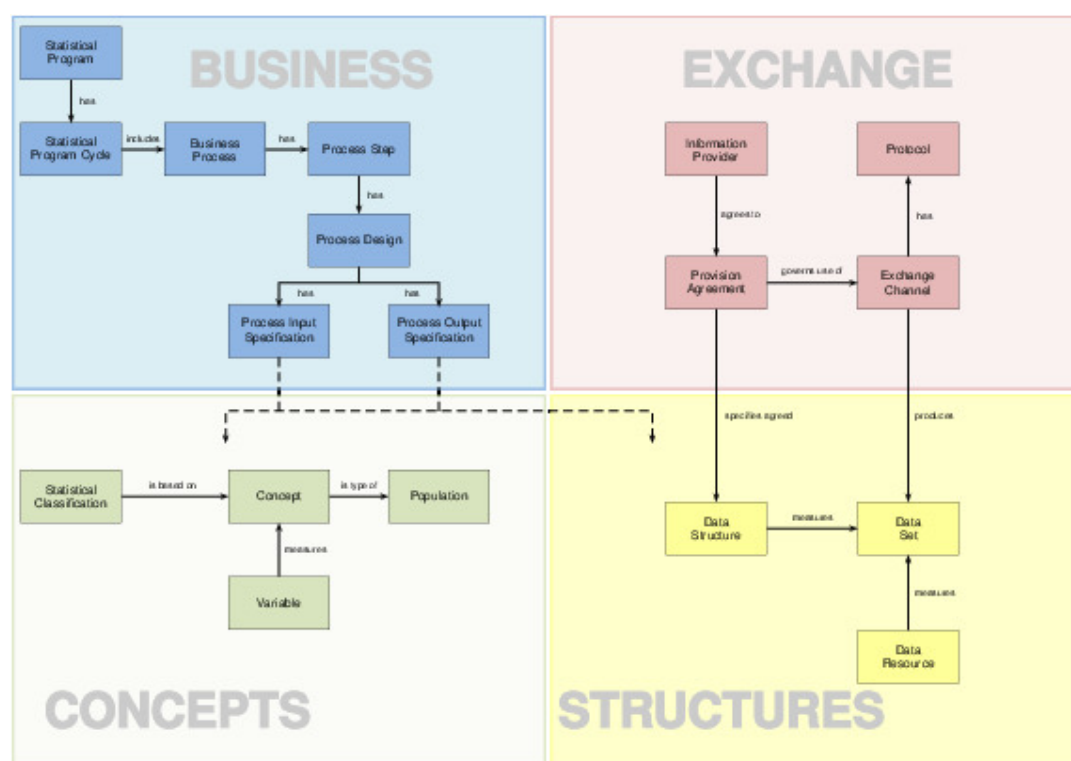 BUSINESS
Statistical
Program
has
Statistical
Program Cycle
includes
Business
Process
has
Process Step
has
Process Design
has
has
Process Input
Specification
Process Output
Specification
EXCHANGE
Information
Provider
Protocol
agrees to
has
Provision
Agreement
governs use of
Exchange
Channel
specifies agreed
produces
Statistical
Classification
is based on
Concept
is type of
Population
measures
Variable
CONCEPTS
Data
Structure
measures
Data
Set
measures
Data
Resource
STRUCTURES